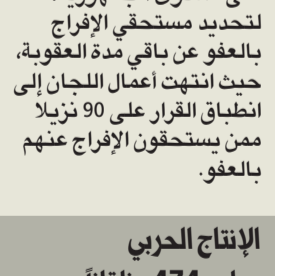 لتحديد مستحقي الإفراج
بالعفو عن باقي مدة العقوبة،
حيث انتهت أعمال اللجان إلى
انطباق القرار على 90 نزيلا
ممن يستحقون الإفراج عنهم
بالعفو.
الإنتاج الحربي